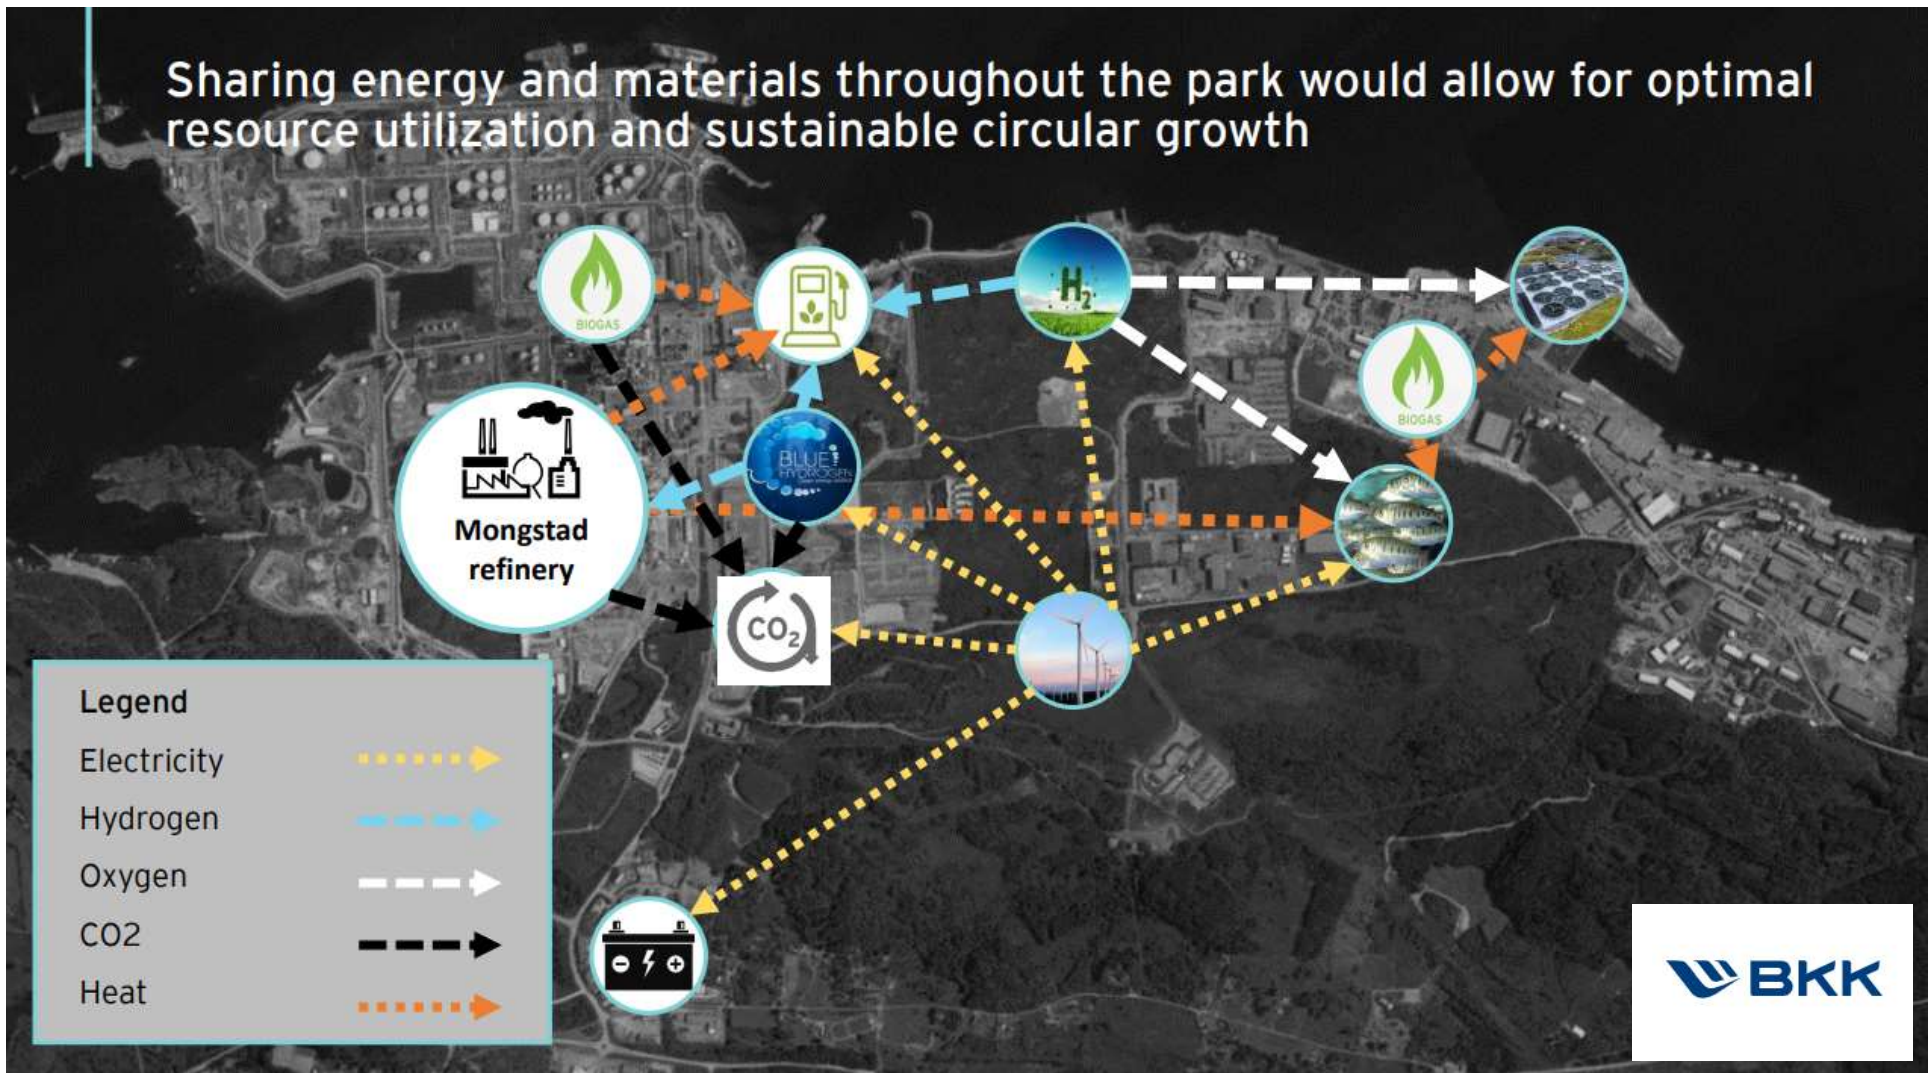 Sharing energy and materials throughout the park would allow for optimal
resource utilization and sustainable circular growth
BIOGAS
H2
BIOGAS
BLUE
HYDROGEN
Mongstad
refinery
CO2
Legend
Electricity
Hydrogen
Oxygen
CO2
Heat
BKK